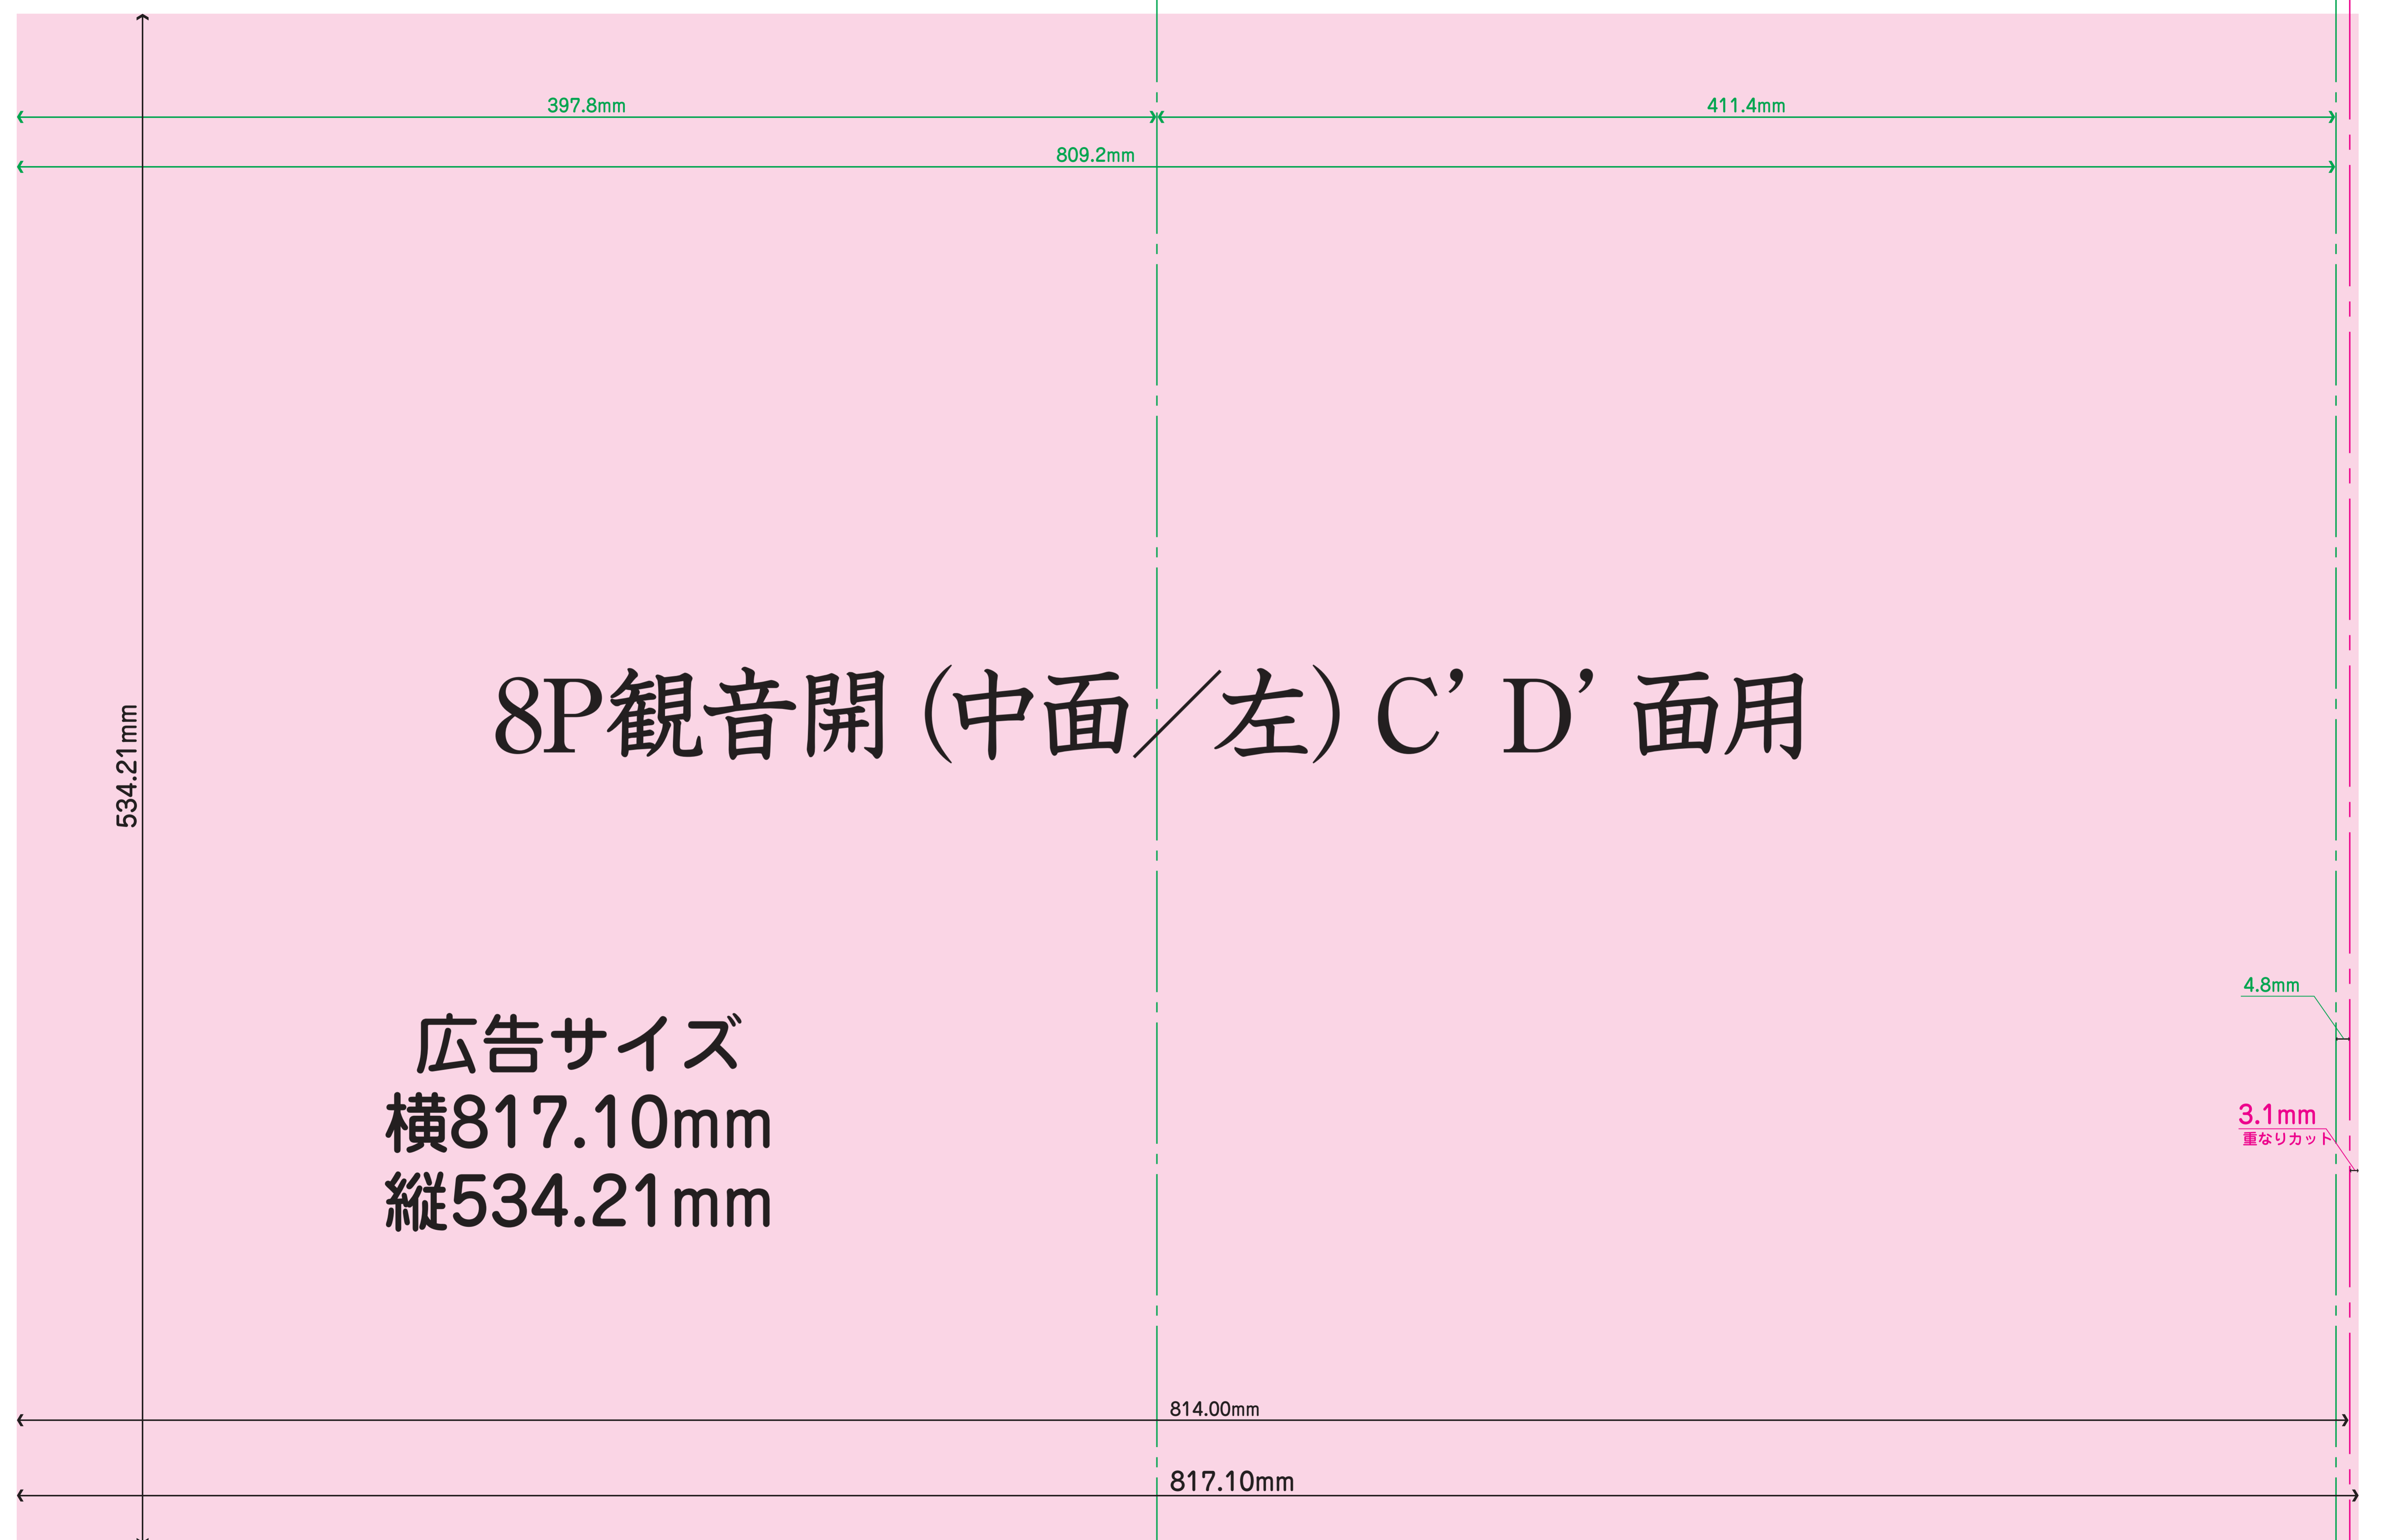 397.8mm
411.4mm
809.2mm
8P観音開（中面／左）C’ D’ 面用
534.21mm
4.8mm
広告サイズ
横817.10mm
縦534.21mm
3.1mm
重なりカット
814.00mm
817.10mm